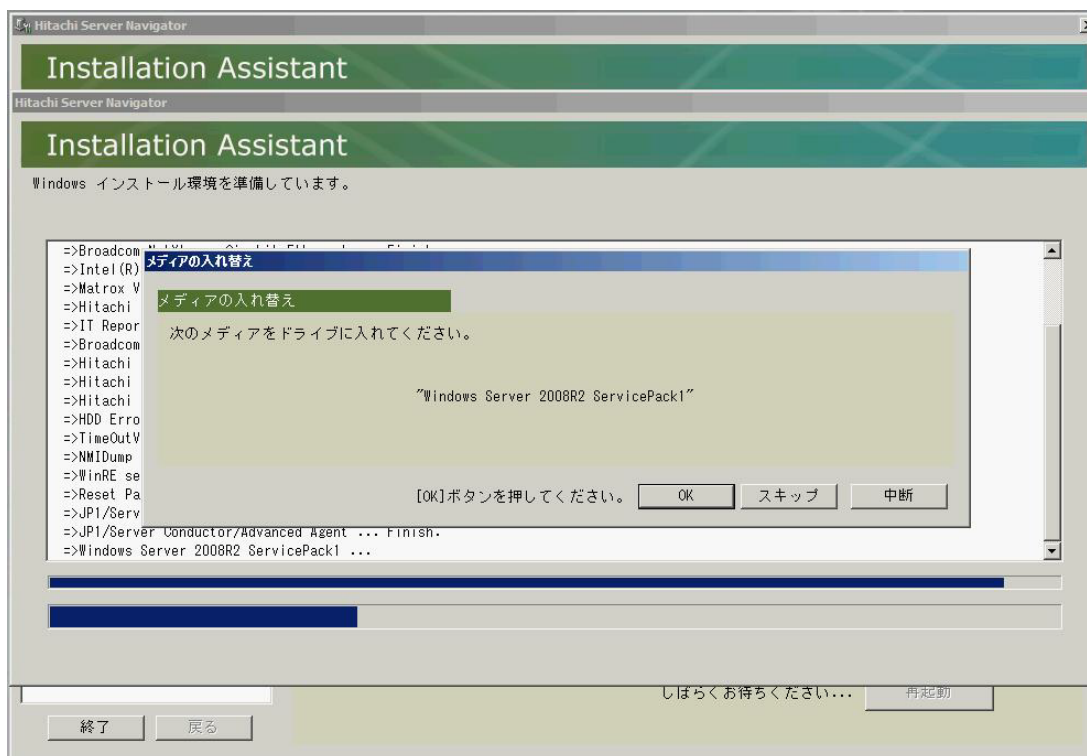 Hitachi Server Navigator
Installation Assistant
Hitachi Server Navigator
Installation Assistant
Windows インストール環境を準備しています。
=>Broadcom
=>Intel(R)
=>Matrox V
=>Hitachi
=>IT Repor
=>Broadcom
=>Hitachi
=>Hitachi
=>Hitachi
=>HDD Erro
=>TimeOutV
=>NMIDump
=>WinRE se
=>Reset Pa
=>JP1/Serv
=>JP1/Server Conductor/Advanced Agent ... Finish.
=>Windows Server 2008R2 ServicePack1 ...
メディアの入れ替え
メディアの入れ替え
次のメディアをドライブに入れてください。
"Windows Server 2008R2 ServicePack1"
[OK]ボタンを押してください。 OK スキップ 中断
しばらくお待ちください... 再起動
終了 戻る